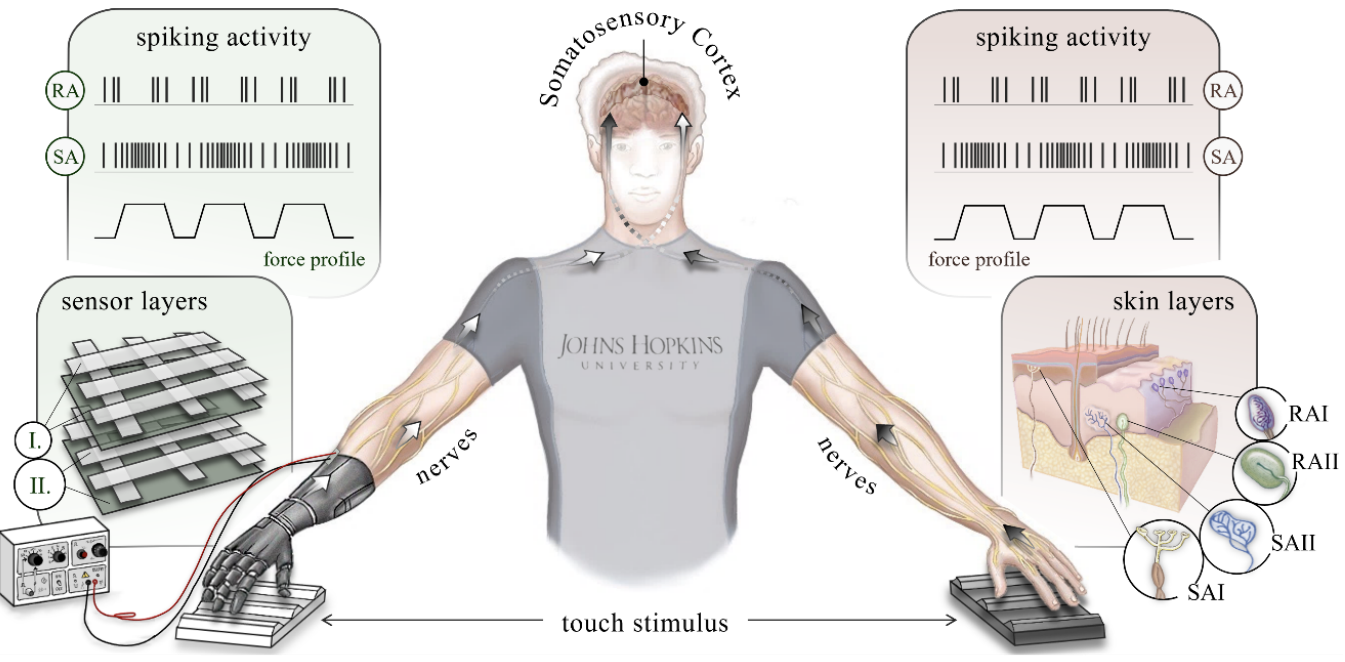 spiking activity
RA
SA
force profile
sensor layers
I.
II.
nerves
Somatosensory Cortex
JOHNS HOPKINS
UNIVERSITY
touch stimulus
spiking activity
RA
SA
force profile
skin layers
RAI
RAII
SAII
SAI
nerves